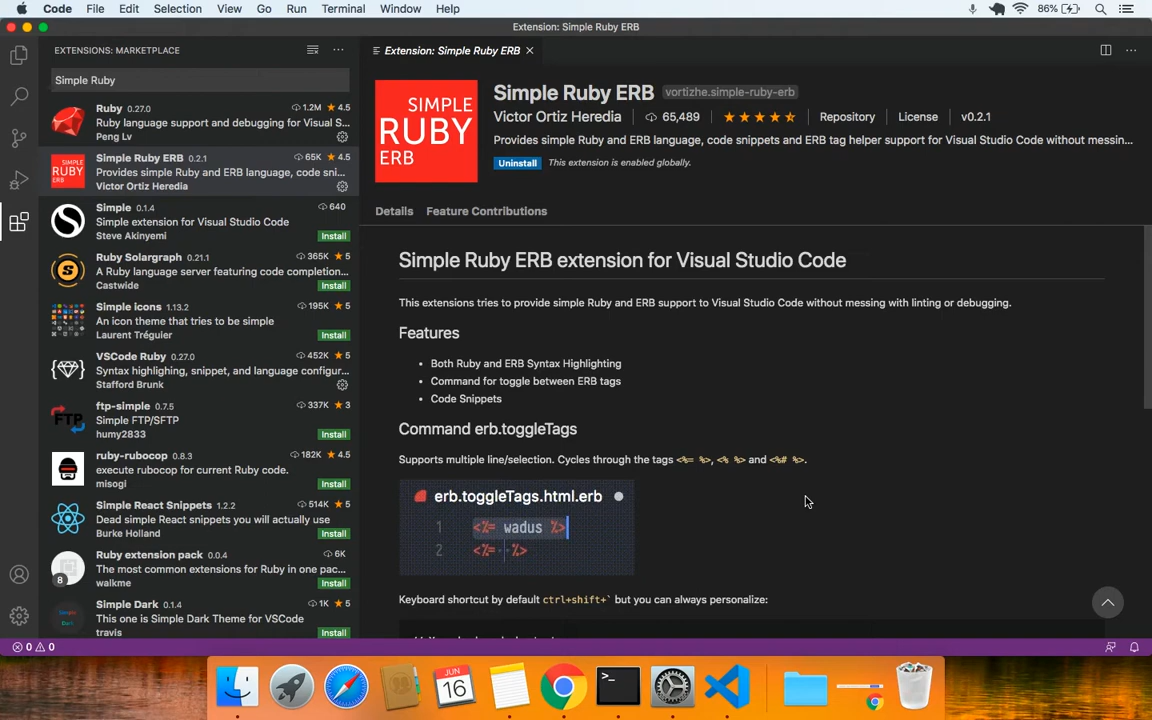 Code File Edit Selection View Go Run Terminal Window Help 86%
Extension: Simple Ruby ERB
EXTENSIONS: MARKETPLACE
Simple Ruby
Ruby 0.27.0 1.2M ★ 4.5
Ruby language support and debugging for Visual S...
Peng Lv
Simple Ruby ERB 0.2.1 65K ★ 4.5
Provides simple Ruby and ERB language, code sni...
Victor Ortiz Heredia
Simple 0.1.4 640
Simple extension for Visual Studio Code
Steve Akinyemi Install
Ruby Solargraph 0.21.1 365K ★ 5
A Ruby language server featuring code completion...
Castwide Install
Simple icons 1.13.2 195K ★ 5
An icon theme that tries to be simple
Laurent Tréguier Install
VSCode Ruby 0.27.0 452K ★ 5
Syntax highlighing, snippet, and language configur...
Stafford Brunk
ftp-simple 0.7.5 337K ★ 3
Simple FTP/SFTP
humy2833 Install
ruby-rubocop 0.8.3 182K ★ 4.5
execute rubocop for current Ruby code.
misogi Install
Simple React Snippets 1.2.2 514K ★ 5
Dead simple React snippets you will actually use
Burke Holland Install
Ruby extension pack 0.0.4 6K
The most common extensions for Ruby in one pac...
walkme Install
8
Simple Dark 0.1.4 1K ★ 5
This one is Simple Dark Theme for VSCode
travis Install
FTP
Extension: Simple Ruby ERB
SIMPLE
RUBY
ERB
Simple Ruby ERB vortizhe.simple-ruby-erb
Victor Ortiz Heredia 65,489 Repository License v0.2.1
Provides simple Ruby and ERB language, code snippets and ERB tag helper support for Visual Studio Code without messin...
Uninstall This extension is enabled globally.
Details Feature Contributions
Simple Ruby ERB extension for Visual Studio Code
This extensions tries to provide simple Ruby and ERB support to Visual Studio Code without messing with linting or debugging.
Features
• Both Ruby and ERB Syntax Highlighting
• Command for toggle between ERB tags
• Code Snippets
Command erb.toggleTags
Supports multiple line/selection. Cycles through the tags <%= %>, <% %> and <%# %>.
erb.toggleTags.html.erb
1 <%= wadus %>
2 <%= %>
Keyboard shortcut by default ctrl+shift+` but you can always personalize:
0 0
JUN
16